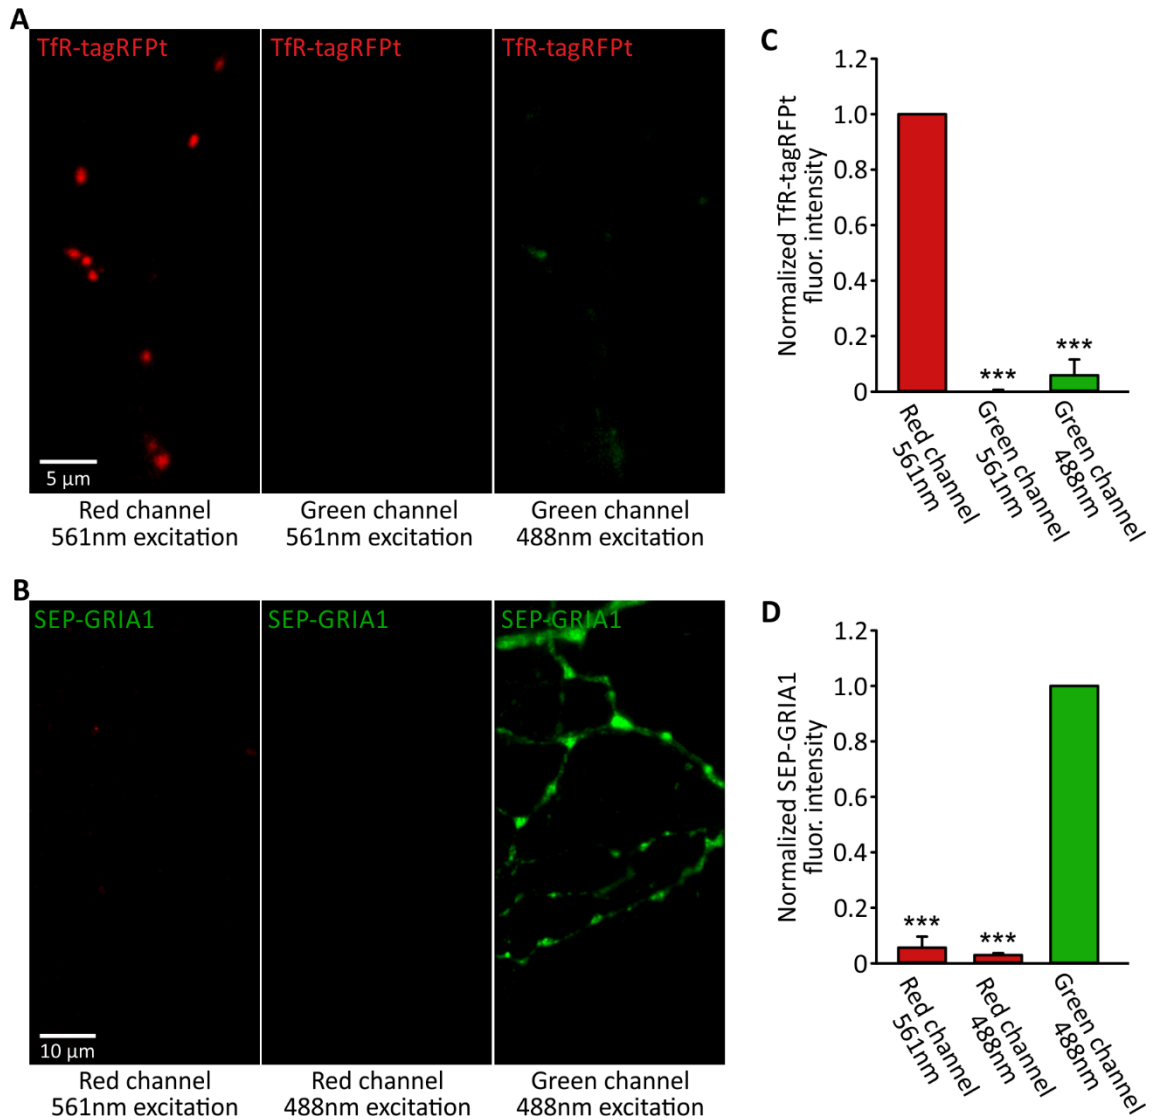 A
TfR-tagRFPt
TfR-tagRFPt
TfR-tagRFPt
5 µm
Red channel
561nm excitation
Green channel
561nm excitation
Green channel
488nm excitation
C
Normalized TfR-tagRFPt
fluor. intensity
1.2
1.0
0.8
0.6
0.4
0.2
0
***
***
Red channel
561nm
Green channel
561nm
Green channel
488nm
B
SEP-GRIA1
SEP-GRIA1
SEP-GRIA1
10 µm
Red channel
561nm excitation
Red channel
488nm excitation
Green channel
488nm excitation
D
Normalized SEP-GRIA1
fluor. intensity
1.2
1.0
0.8
0.6
0.4
0.2
0
***
***
Red channel
561nm
Red channel
488nm
Green channel
488nm